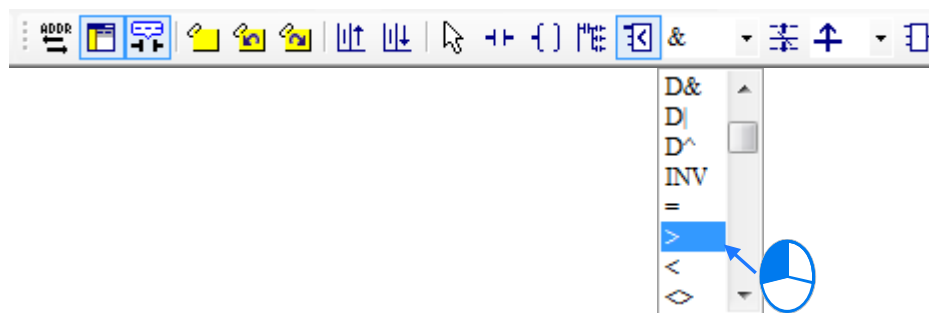 ADDR
&
D&
D|
D^
INV
=
>
<
<>